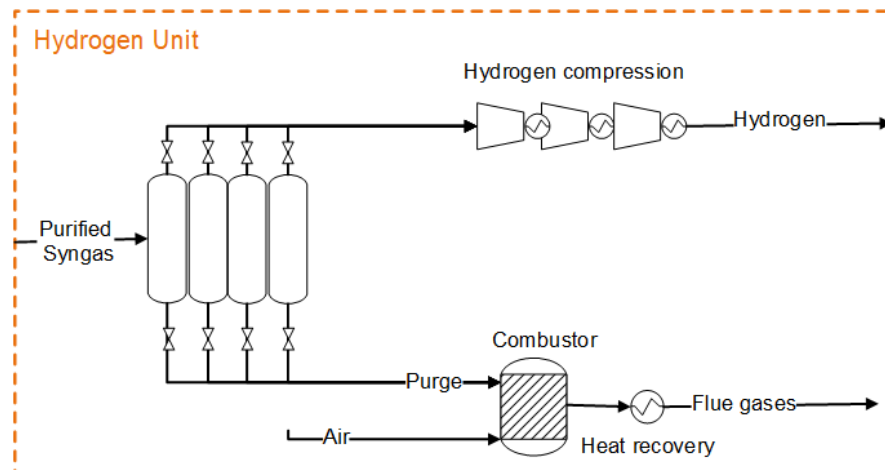 Hydrogen Unit
Hydrogen compression
Hydrogen
Purified
Syngas
Combustor
Purge
Flue gases
Air
Heat recovery